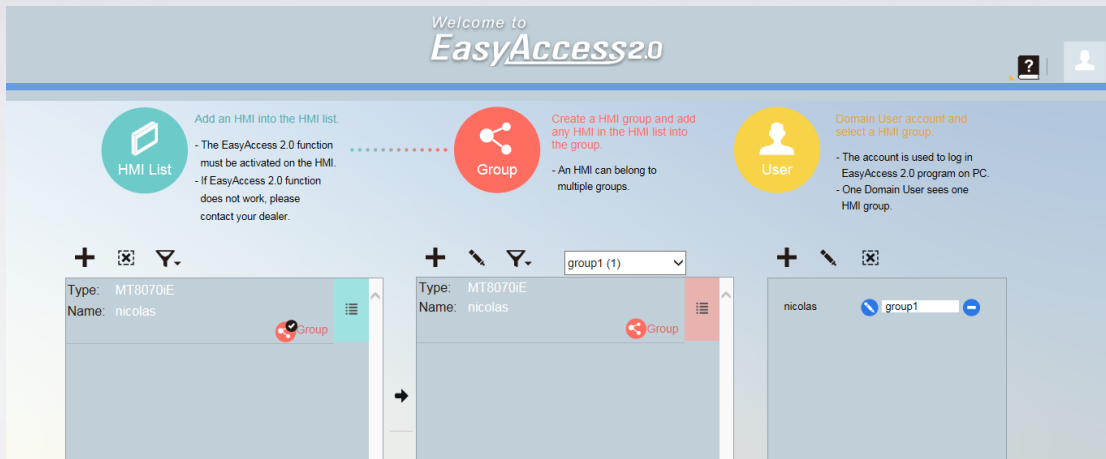 Welcome to
EasyAccess2.0
?
HMI List
Add an HMI into the HMI list.
- The EasyAccess 2.0 function
must be activated on the HMI.
- If EasyAccess 2.0 function
does not work, please
contact your dealer.
Group
Create a HMI group and add
any HMI in the HMI list into
the group.
- An HMI can belong to
multiple groups.
User
Domain User account and
select a HMI group.
- The account is used to log in
EasyAccess 2.0 program on PC.
- One Domain User sees one
HMI group.
group1 (1)
Type: MT8070iE
Name: nicolas
Group
Type: MT8070iE
Name: nicolas
Group
nicolas
group1